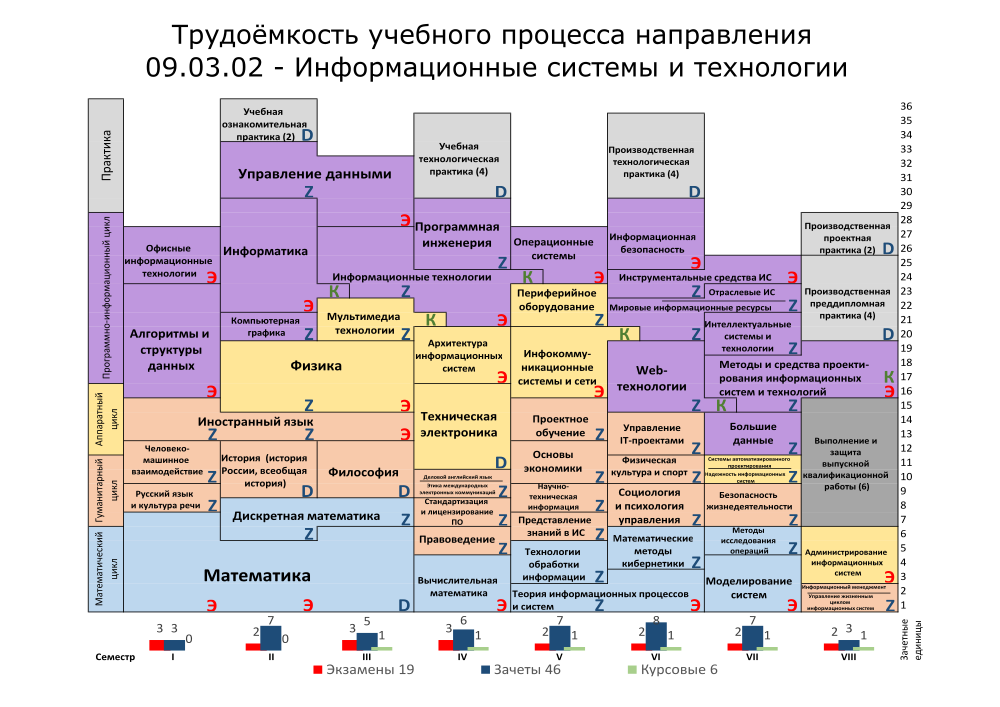 Трудоёмкость учебного процесса направления
09.03.02 - Информационные системы и технологии
Практика
Программно-информационный цикл
Аппаратный
цикл
Гуманитарный
цикл
Математический
цикл
Учебная
ознакомительная
практика (2) D
Управление данными
Z
Э
Учебная
технологическая
практика (4)
D
Производственная
технологическая
практика (4)
D
Производственная
проектная
практика (2) D
Производственная
преддипломная
практика (4)
D
Офисные
информационные
технологии Э
Информатика
Э
Программная
инженерия
Z
Операционные
системы
Э
Информационная
безопасность
Э
Информационные технологии
К Z К
Инструментальные средства ИС Э
Z
Отраслевые ИС
Мировые информационные ресурсы Z
Алгоритмы и
структуры
данных
Э
Компьютерная
графика Z
Мультимедиа
технологии Z
К Э
Периферийное
оборудование
Z
К
Интеллектуальные
системы и
технологии Z
Физика
Z Э
Архитектура
информационных
систем
Э
Инфокомму-
никационные
системы и сети Э
Web-
технологии
Z
Методы и средства проекти-
рования информационных
систем и технологий
К
Э
К Z
Иностранный язык
Z Z Э
Техническая
электроника
D
Проектное
обучение Z
Управление
IT-проектами Z
Большие
данные Z
Выполнение и
защита
выпускной
квалификационной
работы (6)
Человеко-
машинное
взаимодействие Z
История (история
России, всеобщая
история) D
Философия
D
Основы
экономики Z
Физическая
культура и спорт Z
Системы автоматизированного
проектирования
Надежность информационных
систем Z
Русский язык
и культура речи Z
Деловой английский язык
Этика международных
электронных коммуникаций Z
Научно-
техническая
информация Z
Социология
и психология
управления Z
Безопасность
жизнедеятельности
Z
Дискретная математика Z
Z
Стандартизация
и лицензирование
ПО Z
Представление
знаний в ИС Z
Правоведение Z
Технологии
обработки
информации Z
Математические
методы
кибернетики Z
Методы
исследования
операций Z
Администрирование
информационных
систем Э
Математика
Э Э D
Вычислительная
математика Э
Теория информационных процессов
и систем Z Э
Моделирование
систем Э
Информационный менеджмент
Управление жизненным
циклом
информационных систем Z
36
35
34
33
32
31
30
29
28
27
26
25
24
23
22
21
20
19
18
17
16
15
14
13
12
11
10
9
8
7
6
5
4
3
2
1
Зачетные
единицы
3 3 0
2 7 0
3 5 1
3 6 1
2 7 1
2 8 1
2 7 1
2 3 1
Семестр I II III IV V VI VII VIII
Экзамены 19 Зачеты 46 Курсовые 6